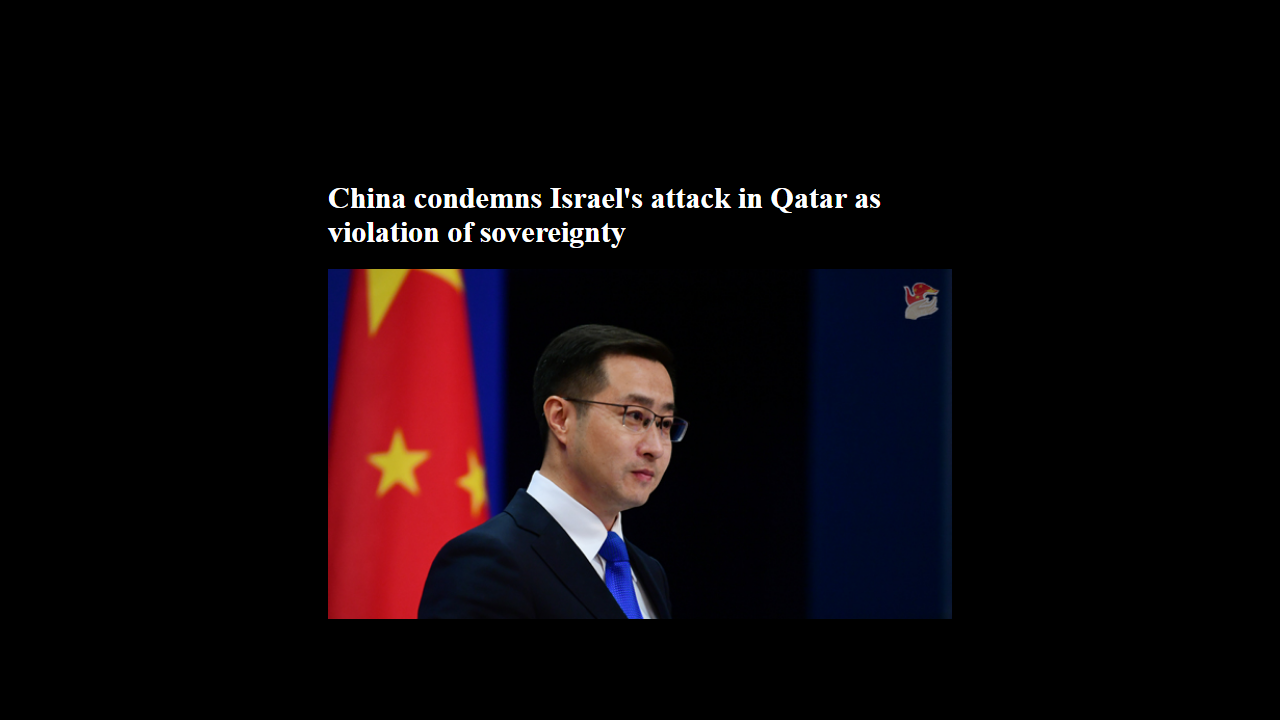 China condemns Israel's attack in Qatar as
violation of sovereignty